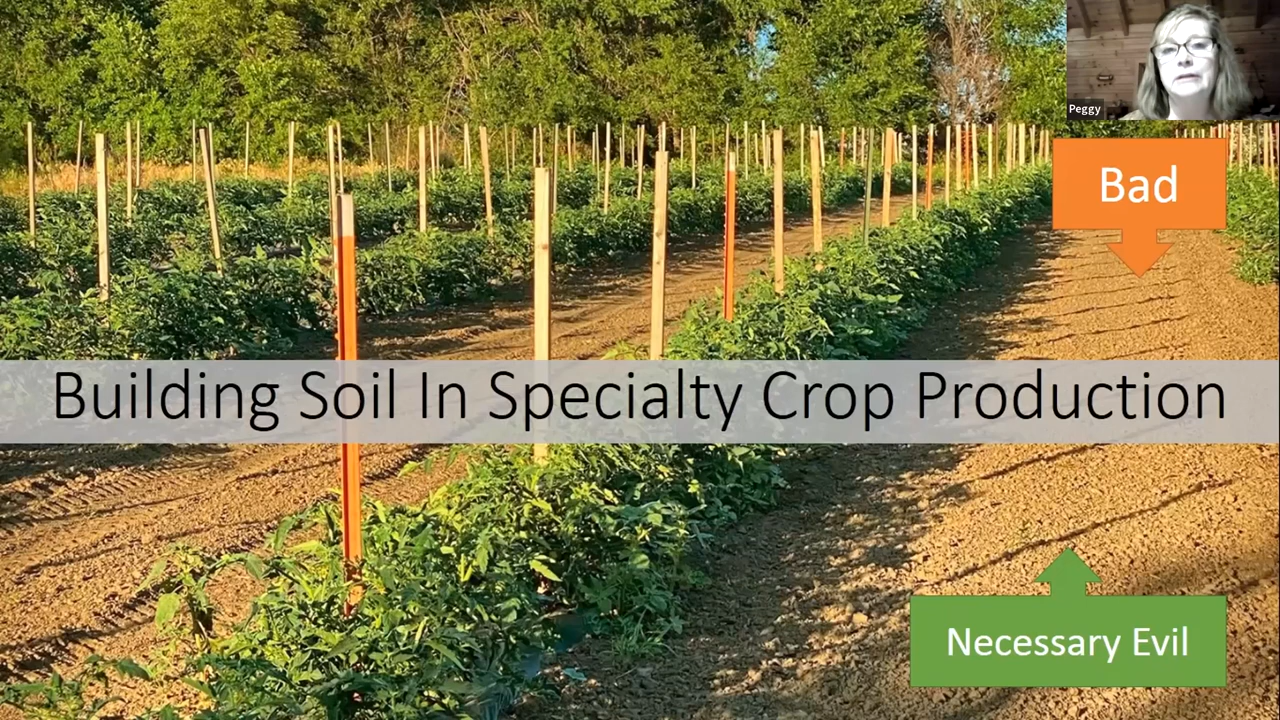 Peggy
Bad
Building Soil In Specialty Crop Production
Necessary Evil